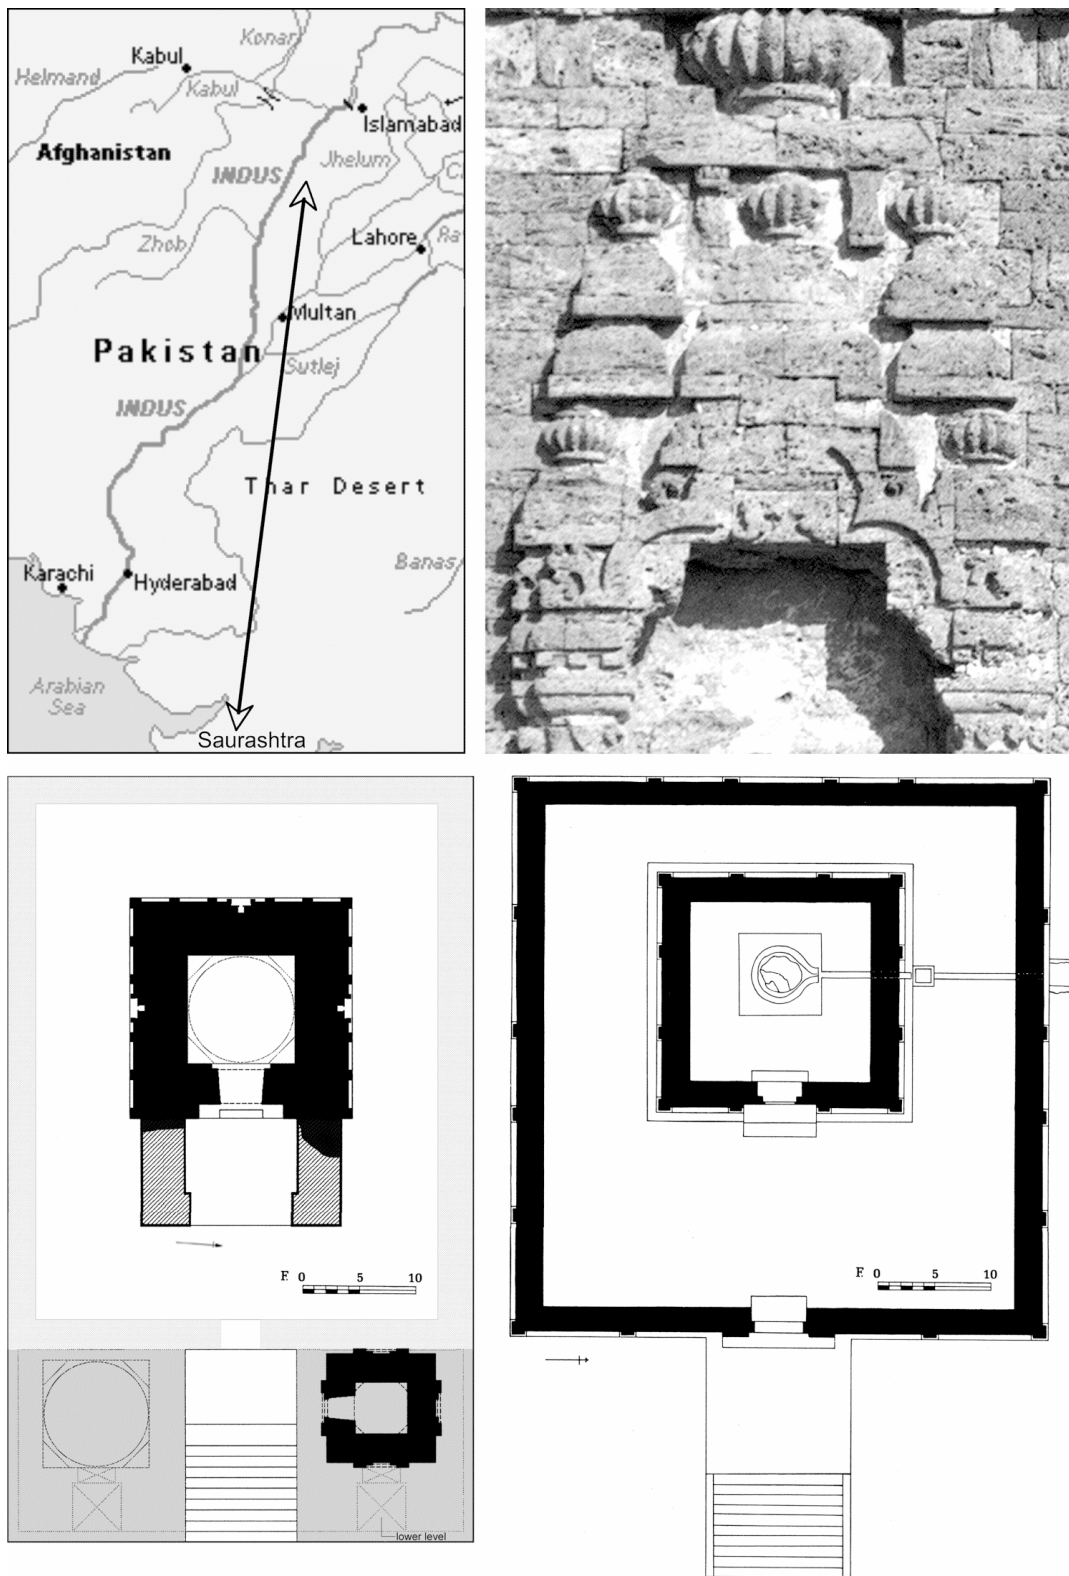 Konar
Kabul
Helmand
Kabul
Islamabad
Afghanistan
Jhelum
INDUS
Zhob
Lahore
Multan
Pakistan
Sutlej
INDUS
Thar Desert
Banas
Karachi
Hyderabad
Arabian
Sea
Saurashtra
0 5 10
0 5 10
lower level